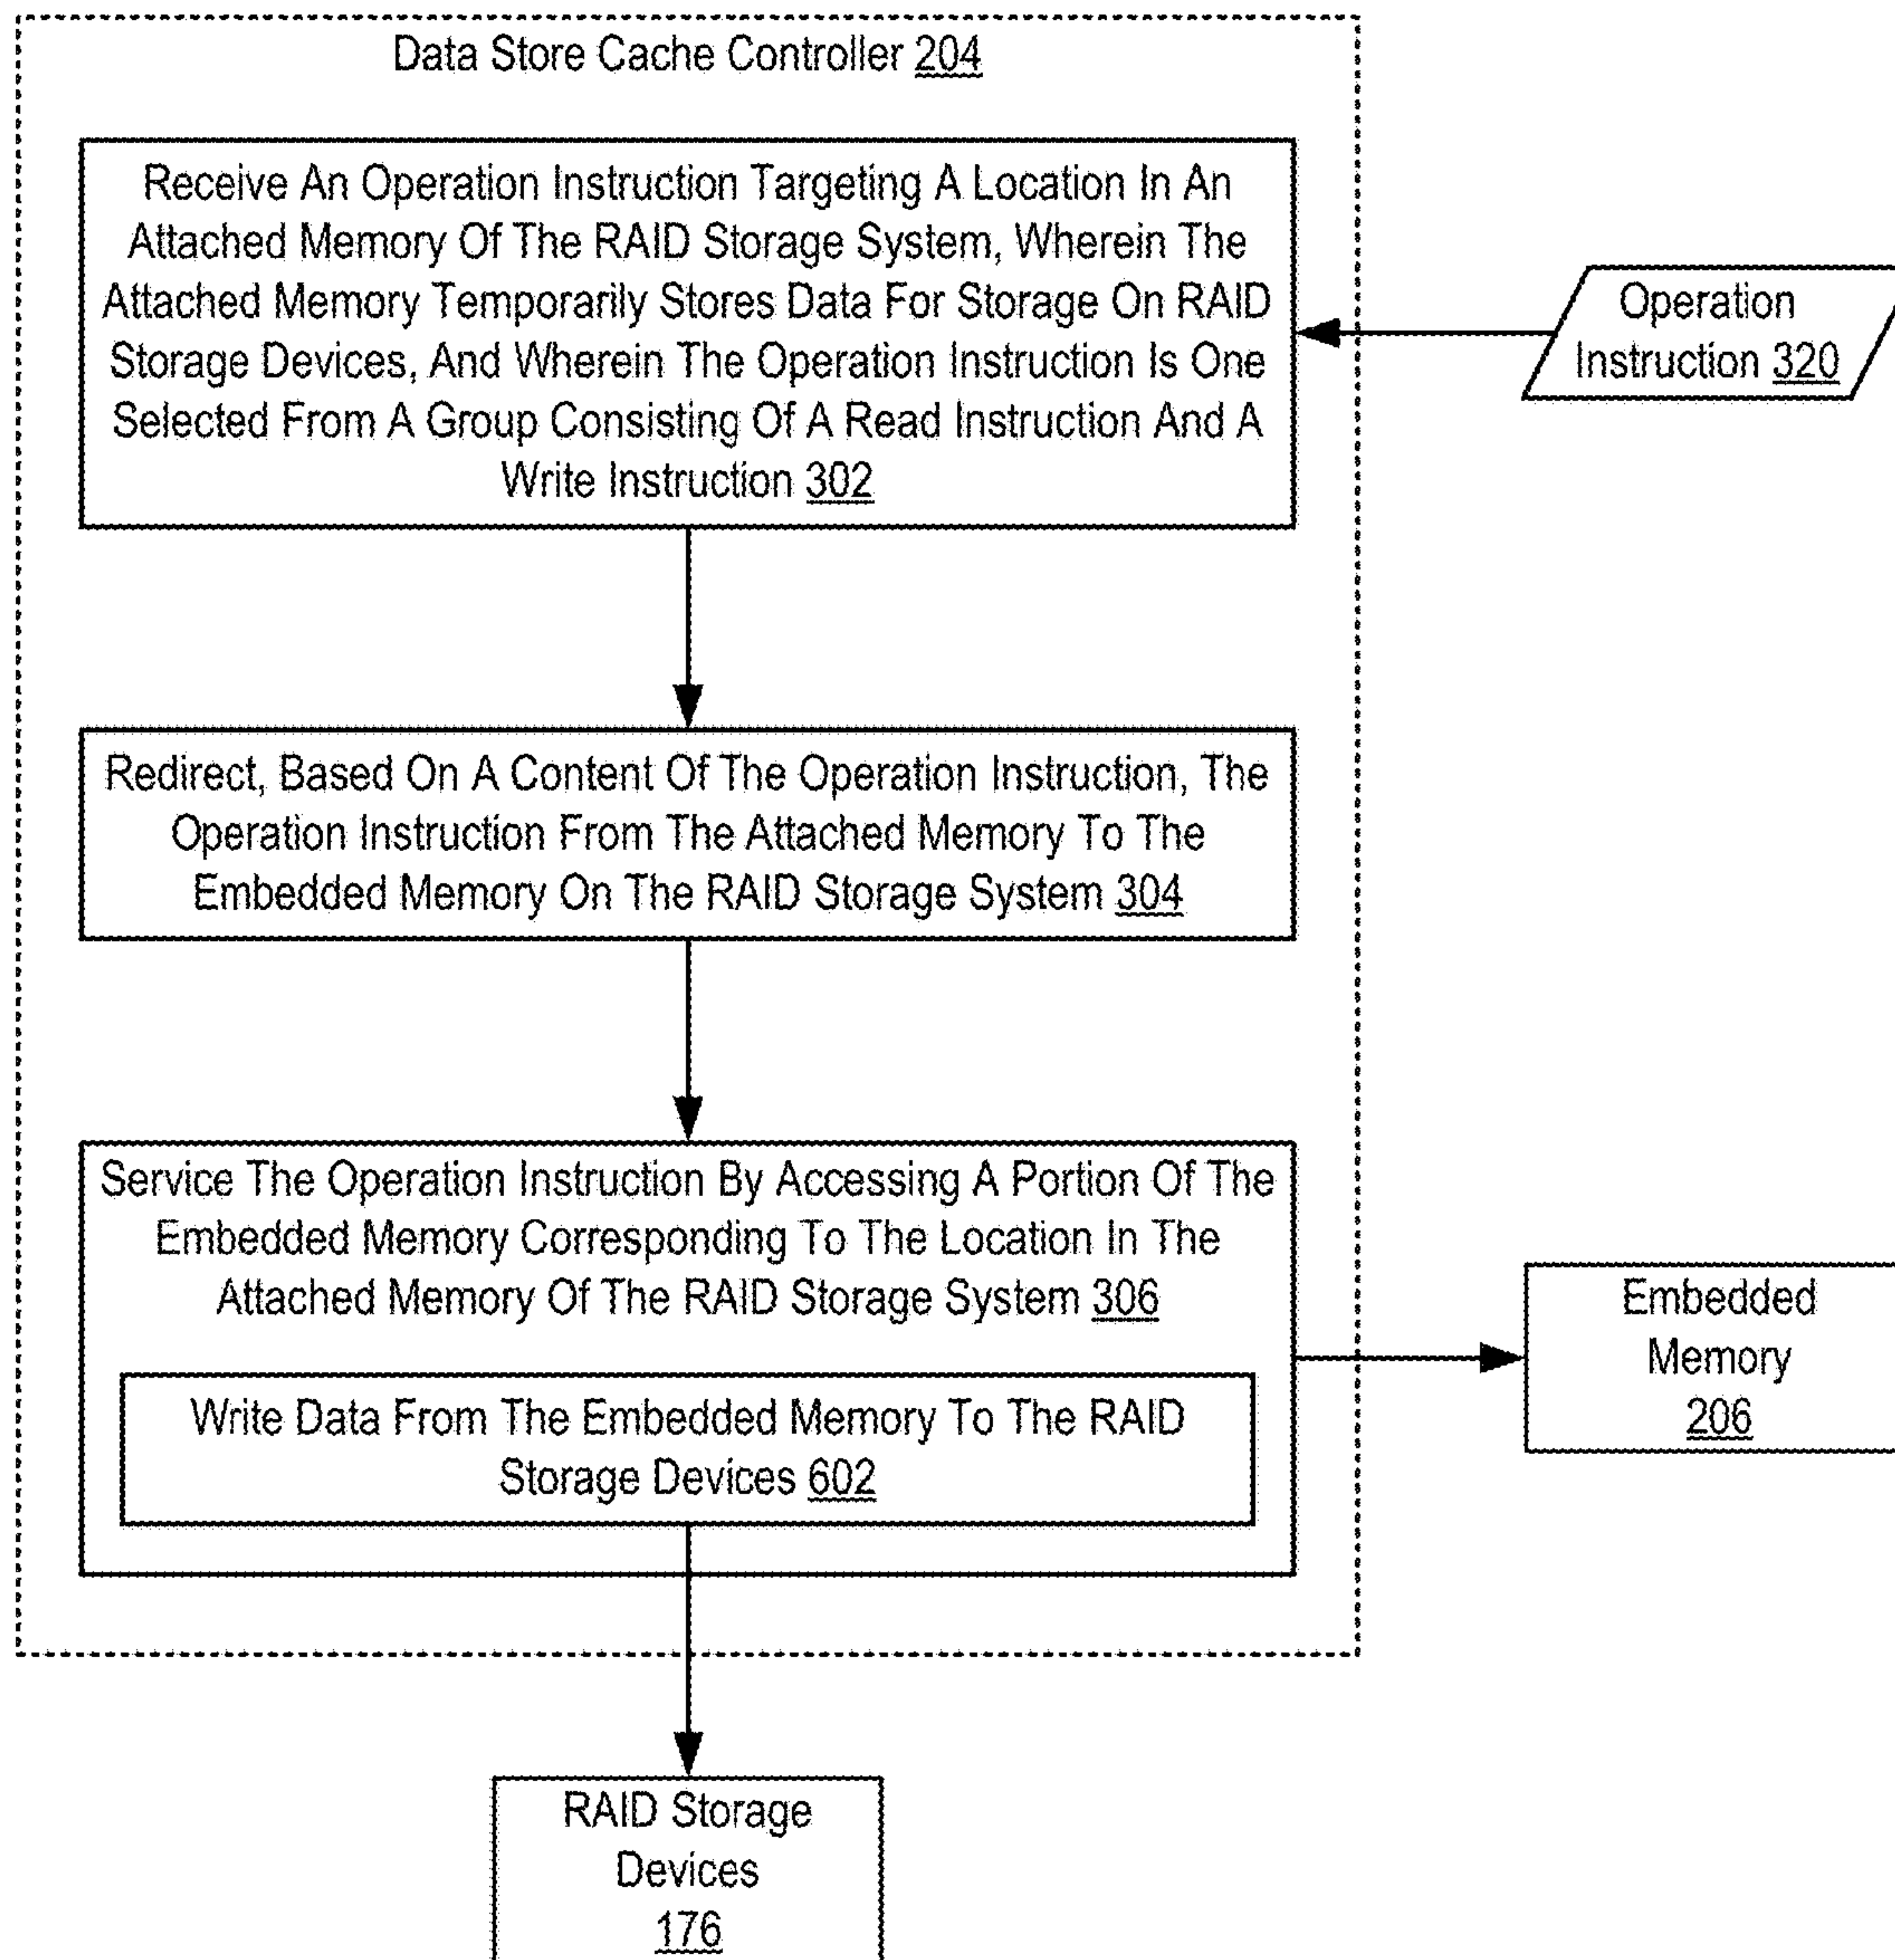 Data Store Cache Controller 204
Receive An Operation Instruction Targeting A Location In An
Attached Memory Of The RAID Storage System, Wherein The
Attached Memory Temporarily Stores Data For Storage On RAID
Storage Devices, And Wherein The Operation Instruction Is One
Selected From A Group Consisting Of A Read Instruction And A
Write Instruction 302
Operation
Instruction 320
Redirect, Based On A Content Of The Operation Instruction, The
Operation Instruction From The Attached Memory To The
Embedded Memory On The RAID Storage System 304
Service The Operation Instruction By Accessing A Portion Of The
Embedded Memory Corresponding To The Location In The
Attached Memory Of The RAID Storage System 306
Write Data From The Embedded Memory To The RAID
Storage Devices 602
Embedded
Memory
206
RAID Storage
Devices
176